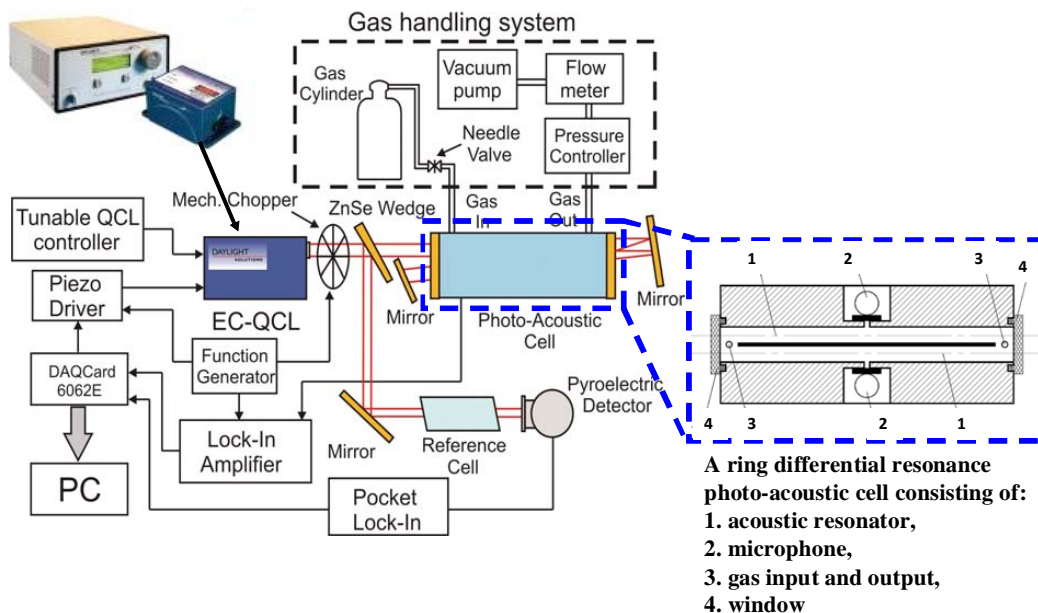 Gas handling system
Gas
Cylinder
Vacuum
pump
Flow
meter
Needle
Valve
Pressure
Controller
Mech. Chopper
ZnSe Wedge
Gas
In
Gas
Out
Tunable QCL
controller
DAYLIGHT
SOLUTIONS
Piezo
Driver
EC-QCL
Mirror
Photo-Acoustic
Cell
Mirror
1
2
3
4
Function
Generator
DAQCard
6062E
Pyroelectric
Detector
Lock-In
Amplifier
Mirror
Reference
Cell
4
3
2
1
PC
Pocket
Lock-In
A ring differential resonance
photo-acoustic cell consisting of:
1. acoustic resonator,
2. microphone,
3. gas input and output,
4. window